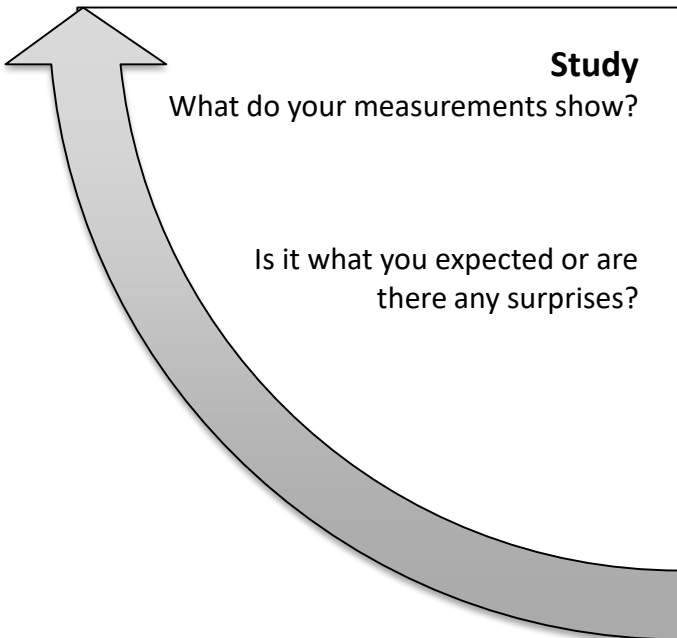 Study
What do your measurements show?
Is it what you expected or are
there any surprises?